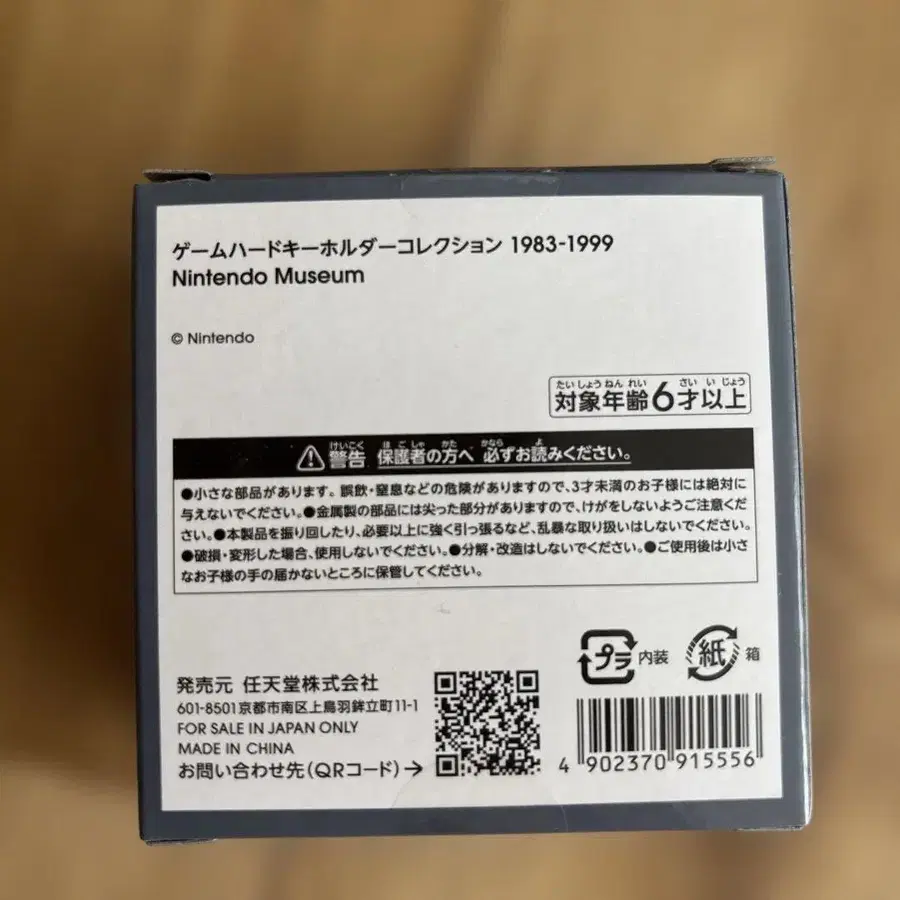 ゲームハードキーホルダーコレクション 1983-1999
Nintendo Museum
© Nintendo
たいしょうねんれい さいいじょう
対象年齢6才以上
けいこく ほごしゃ かた かなら よ
警告 保護者の方へ 必ずお読みください。
●小さな部品があります。誤飲・窒息などの危険がありますので、3才未満のお子様には絶対に
与えないでください。●金属製の部品には尖った部分がありますので、けがをしないようご注意くだ
さい。●本製品を振り回したり、必要以上に強く引っ張るなど、乱暴な取り扱いはしないでください。
●破損・変形した場合、使用しないでください。●分解・改造はしないでください。●ご使用後は小さ
なお子様の手の届かないところに保管してください。
プラ 内装 紙 箱
発売元 任天堂株式会社
601-8501京都市南区上鳥羽鉾立町11-1
FOR SALE IN JAPAN ONLY
MADE IN CHINA
お問い合わせ先(QRコード)→
4 902370 915556